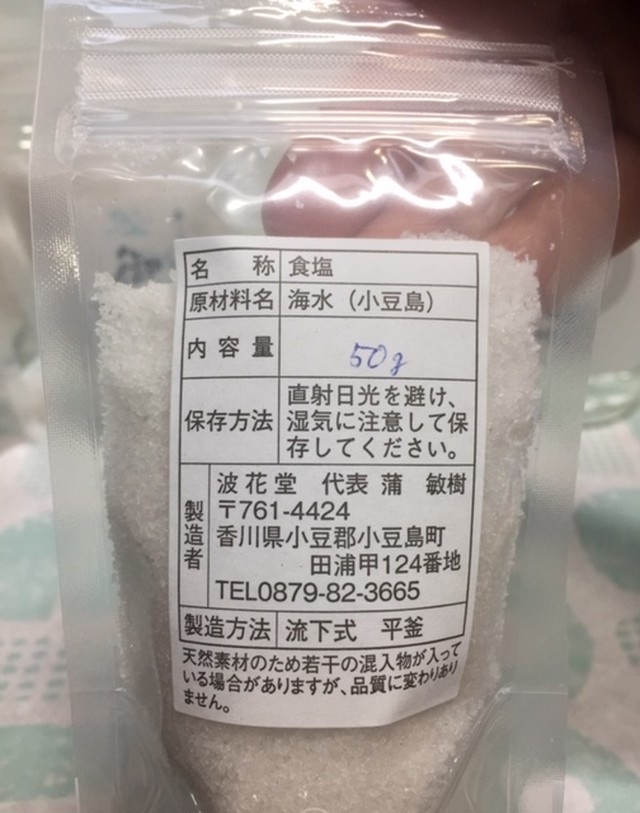 名 称 食塩
原材料名 海水（小豆島）
内容量 50g
保存方法 直射日光を避け、
湿気に注意して保
存してください。
製造者 波花堂 代表 蒲 敏樹
〒761-4424
香川県小豆郡小豆島町
田浦甲124番地
TEL0879-82-3665
製造方法 流下式 平釜
天然素材のため若干の混入物が入って
いる場合がありますが、品質に変わりあり
ません。